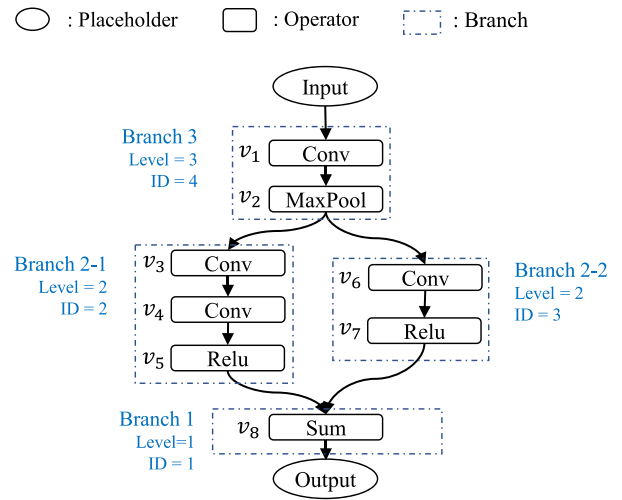 : Placeholder : Operator : Branch
Input
Branch 3
Level = 3
ID = 4
v₁ Conv
v₂ MaxPool
Branch 2-1
Level = 2
ID = 2
v₃ Conv
v₄ Conv
v₅ Relu
v₆ Conv
v₇ Relu
Branch 2-2
Level = 2
ID = 3
Branch 1
Level=1
ID = 1
v₈ Sum
Output